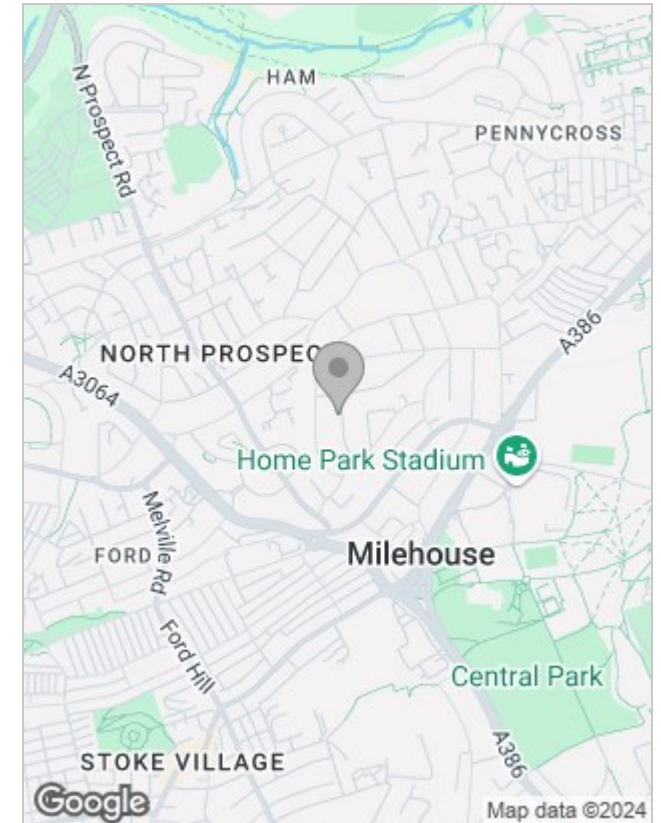 HAM
N Prospect Rd
PENNYCROSS
NORTH PROSPEC
A386
A3064
Home Park Stadium
Melville Rd
FORD
Milehouse
Ford Hill
Central Park
A386
STOKE VILLAGE
Google
Map data ©2024